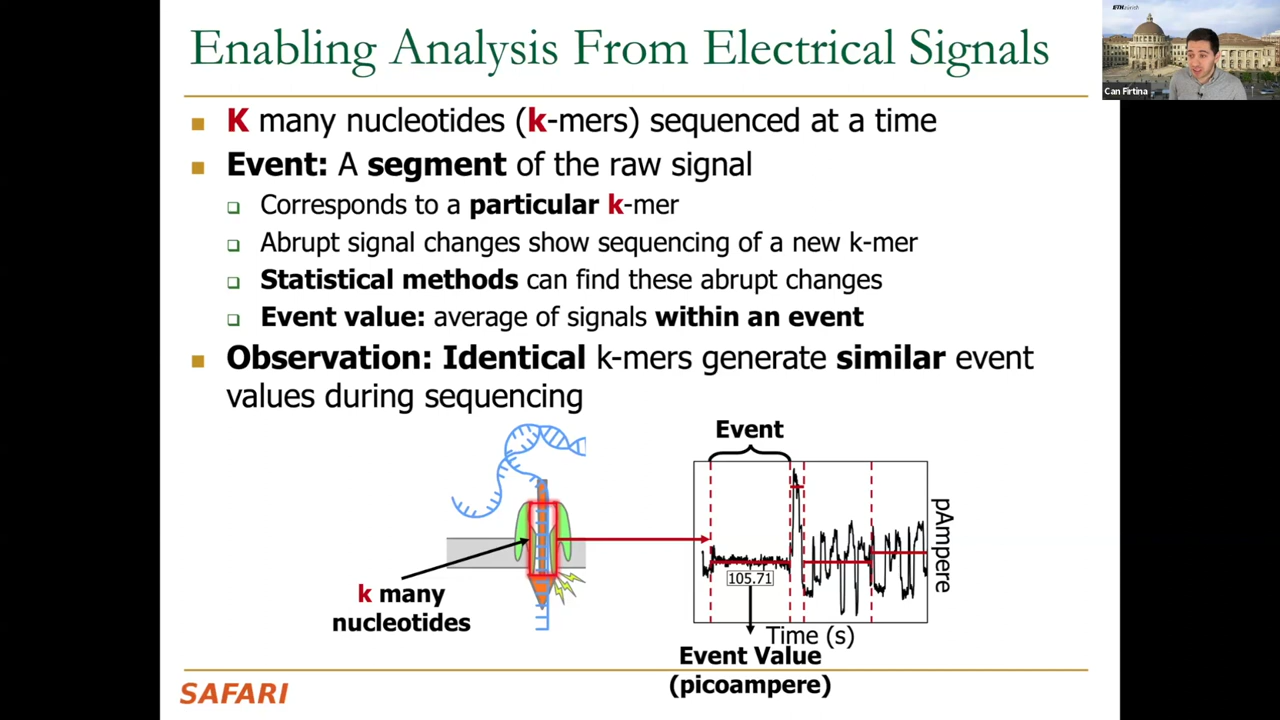 Enabling Analysis From Electrical Signals
K many nucleotides (k-mers) sequenced at a time
Event: A segment of the raw signal
Corresponds to a particular k-mer
Abrupt signal changes show sequencing of a new k-mer
Statistical methods can find these abrupt changes
Event value: average of signals within an event
Observation: Identical k-mers generate similar event
values during sequencing
Event
pAmpere
105.71
k many
nucleotides
Time (s)
Event Value
(picoampere)
SAFARI
ETH zürich
Can Firtina